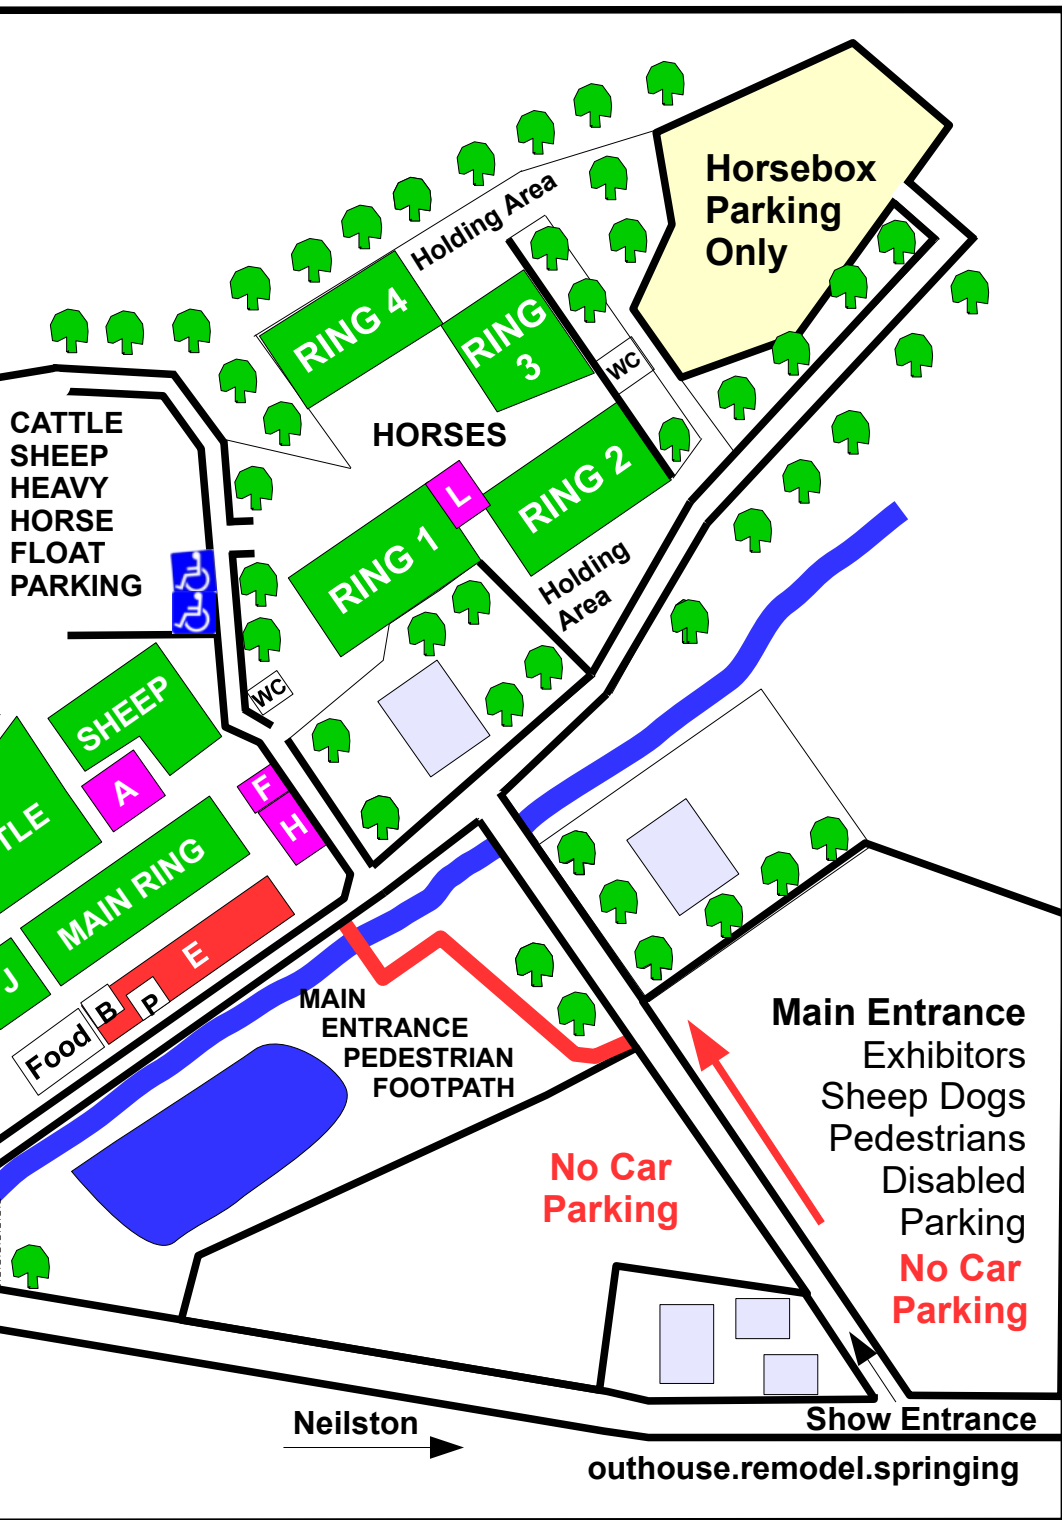 Horsebox
Parking
Only
Holding Area
RING 4
RING
3
WC
CATTLE
SHEEP
HEAVY
HORSE
FLOAT
PARKING
HORSES
L
RING 2
RING 1
Holding
Area
WC
SHEEP
A
F
H
TLE
MAIN RING
E
J
B
P
Food
MAIN
ENTRANCE
PEDESTRIAN
FOOTPATH
Main Entrance
Exhibitors
Sheep Dogs
Pedestrians
Disabled
Parking
No Car
Parking
No Car
Parking
Show Entrance
Neilston
outhouse.remodel.springing